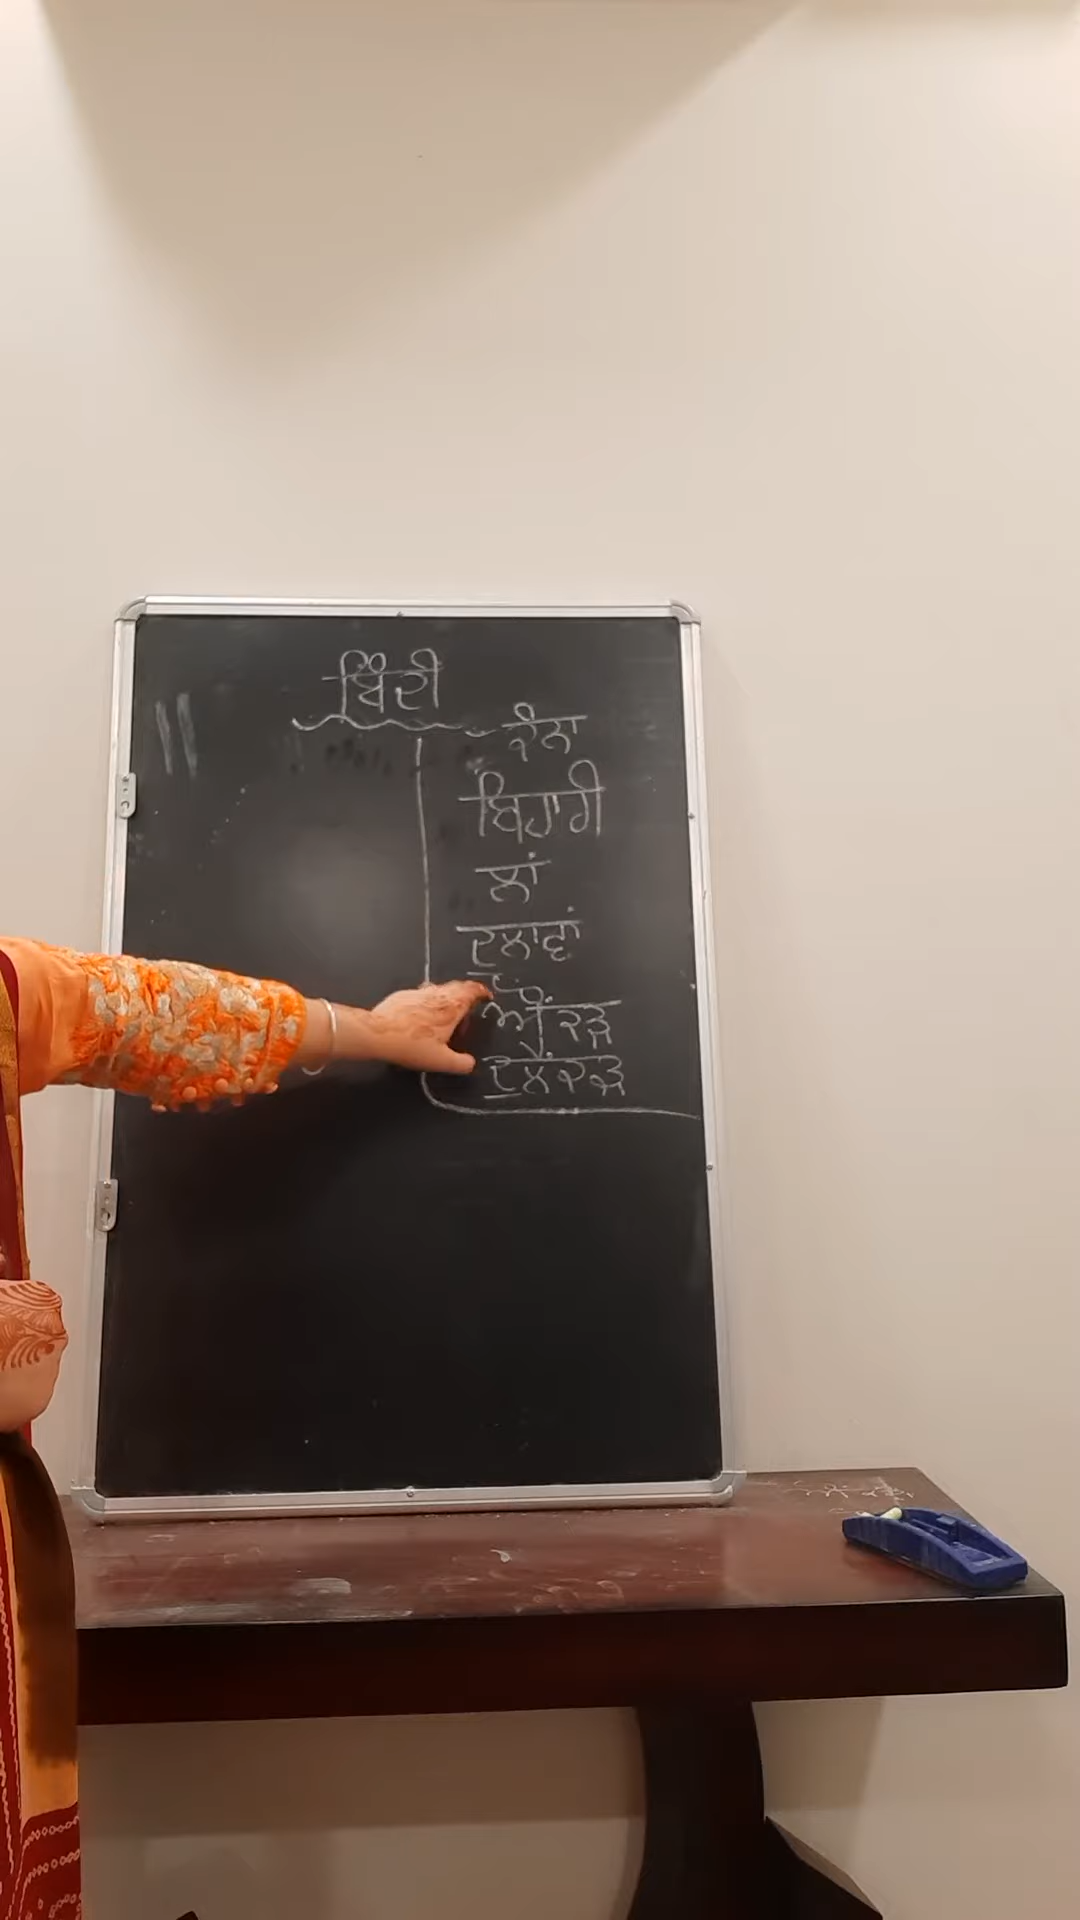 ਬਿੰਦੀ
ਕੰਨਾ
ਬਿਹਾਰੀ
ਲਾਂ
ਦੁਲਾਵਾਂ
ਔਂਕੜ
ਦੁਲੈਂਕੜ